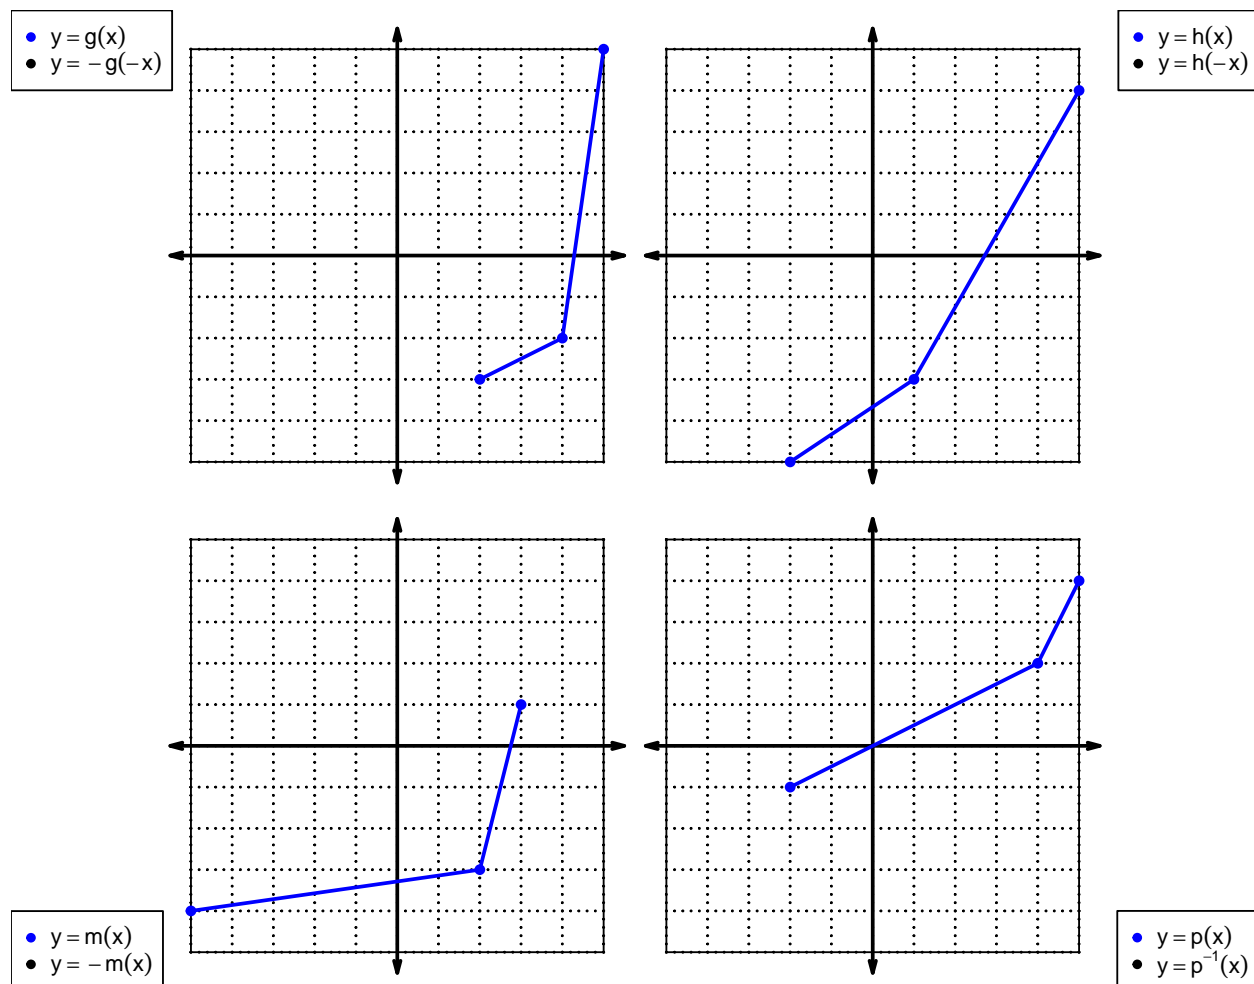 y = g(x)
y = −g(−x)
y = h(x)
y = h(−x)
y = m(x)
y = −m(x)
y = p(x)
y = p⁻¹(x)